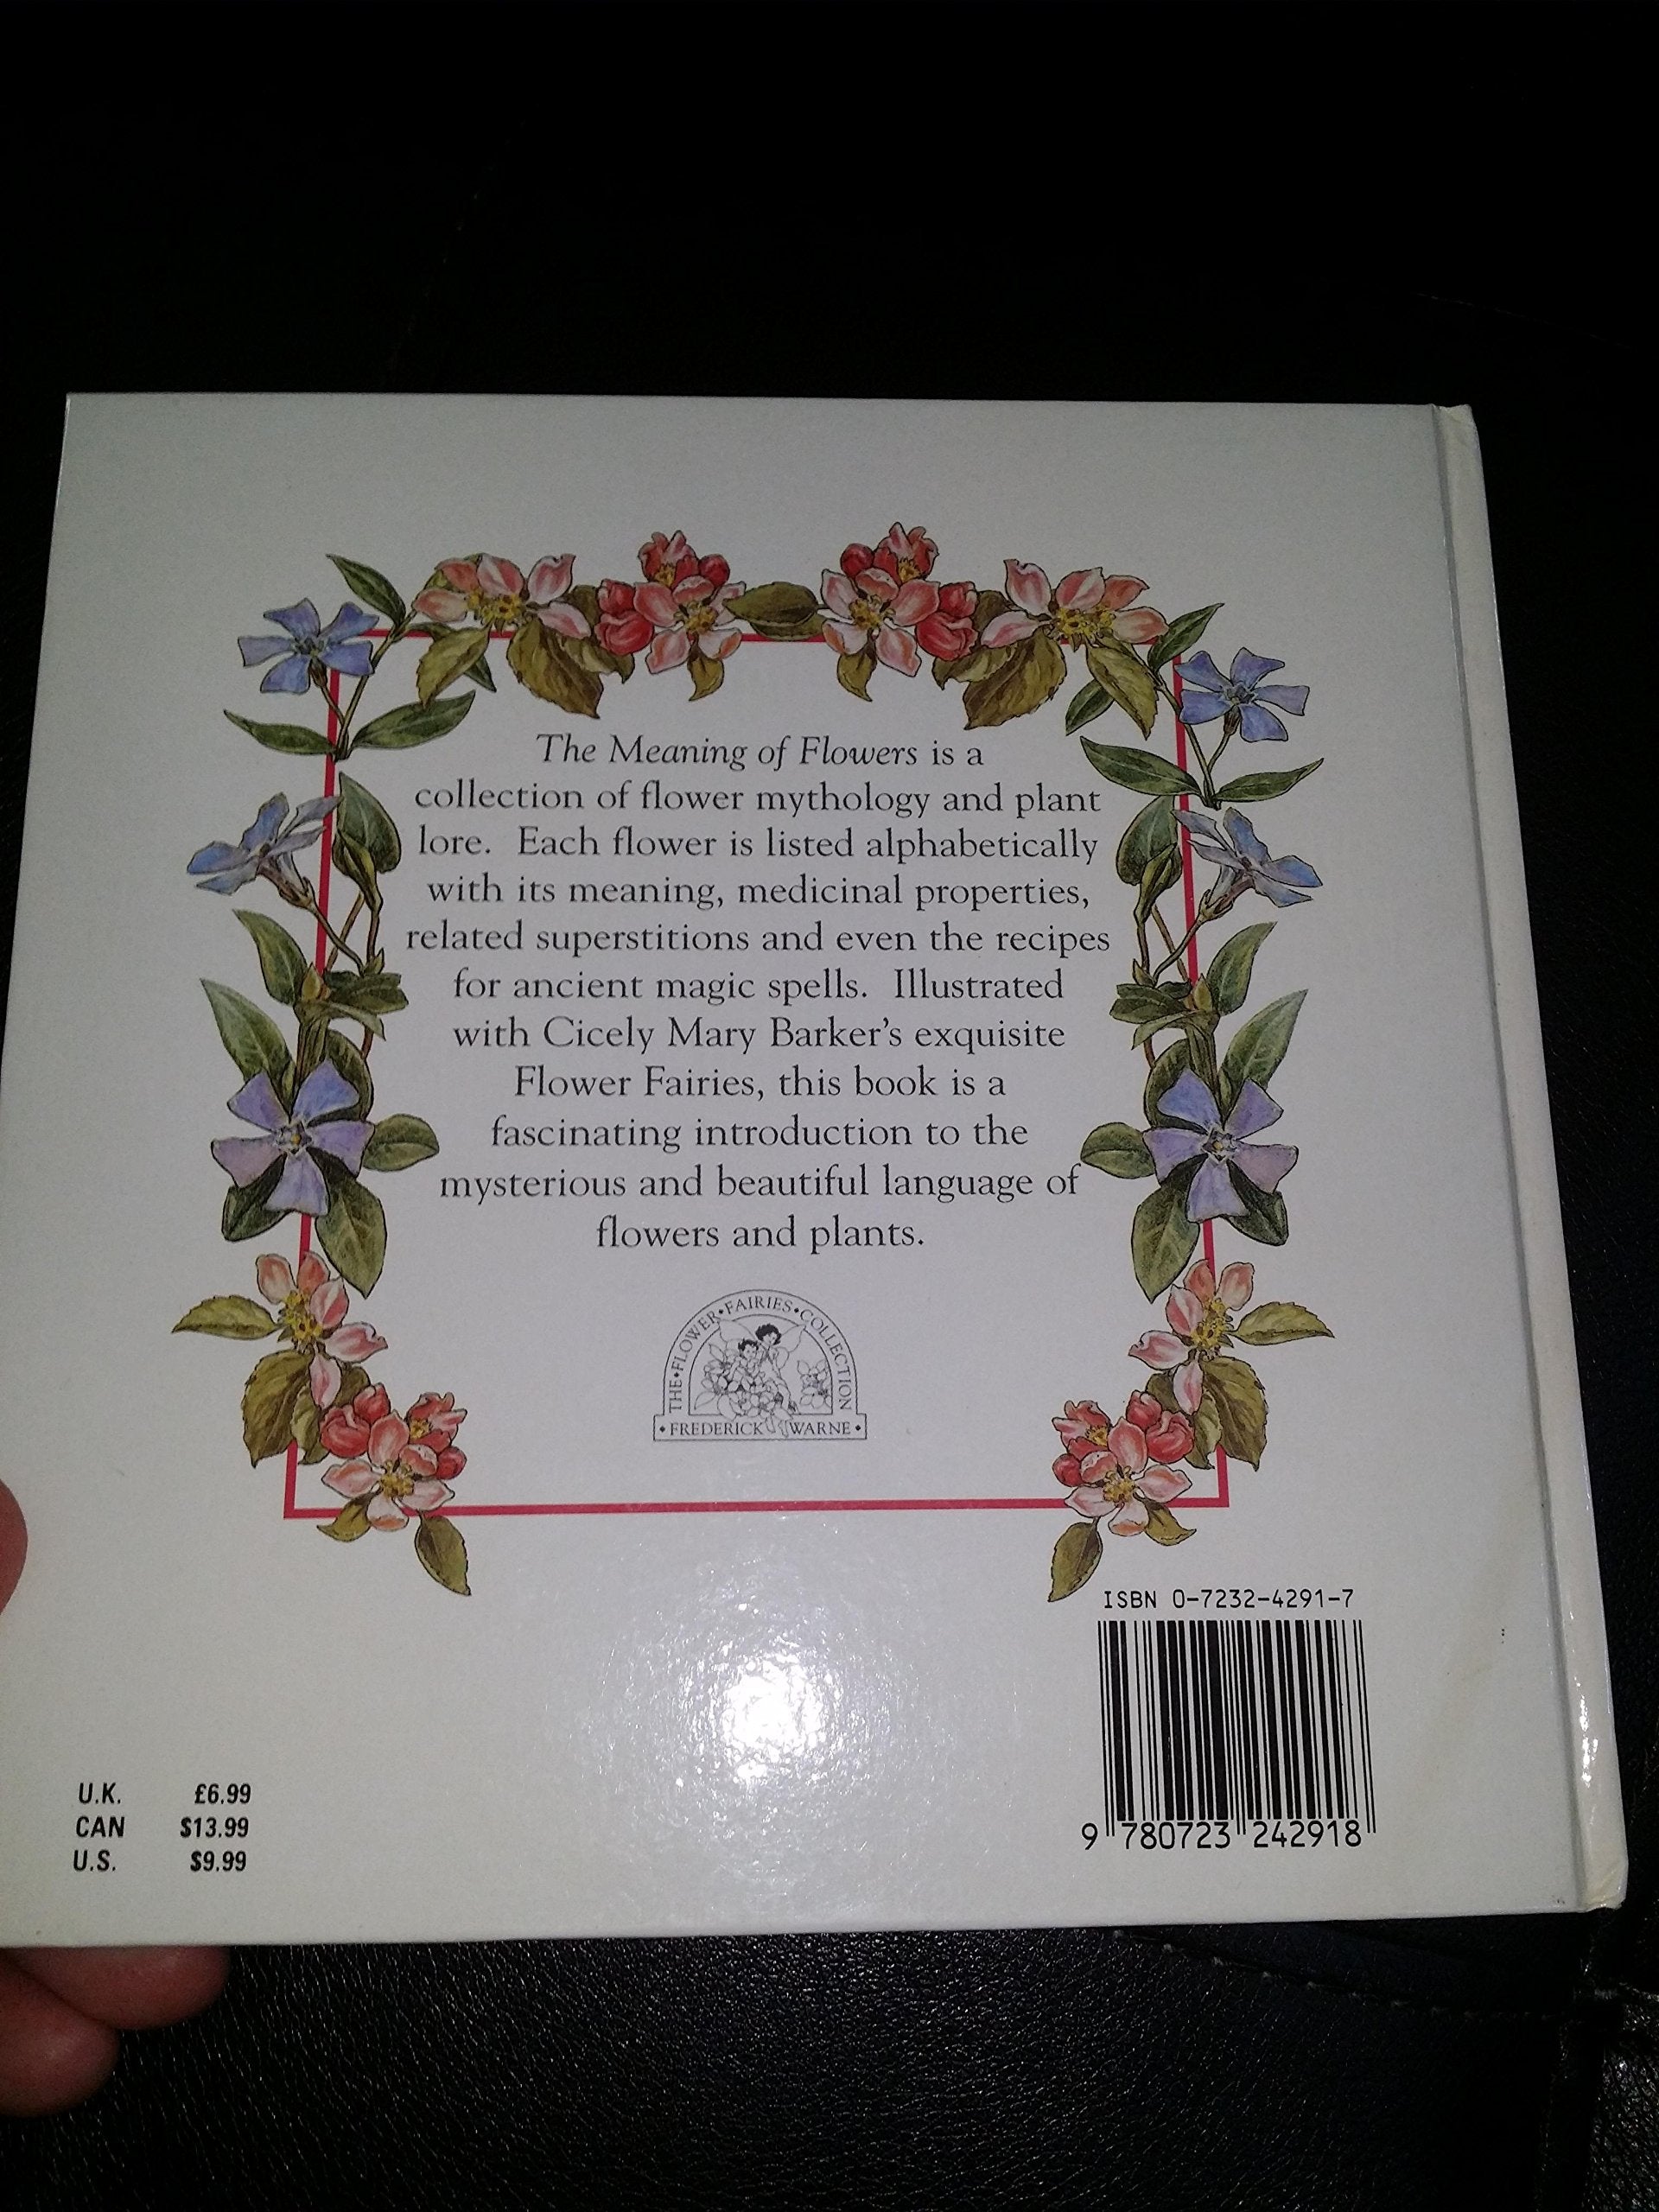 The Meaning of Flowers is a
collection of flower mythology and plant
lore. Each flower is listed alphabetically
with its meaning, medicinal properties,
related superstitions and even the recipes
for ancient magic spells. Illustrated
with Cicely Mary Barker's exquisite
Flower Fairies, this book is a
fascinating introduction to the
mysterious and beautiful language of
flowers and plants.
THE•FLOWER•FAIRIES•COLLECTION
•FREDERICK WARNE•
ISBN 0-7232-4291-7
9 780723 242918
U.K. £6.99
CAN $13.99
U.S. $9.99